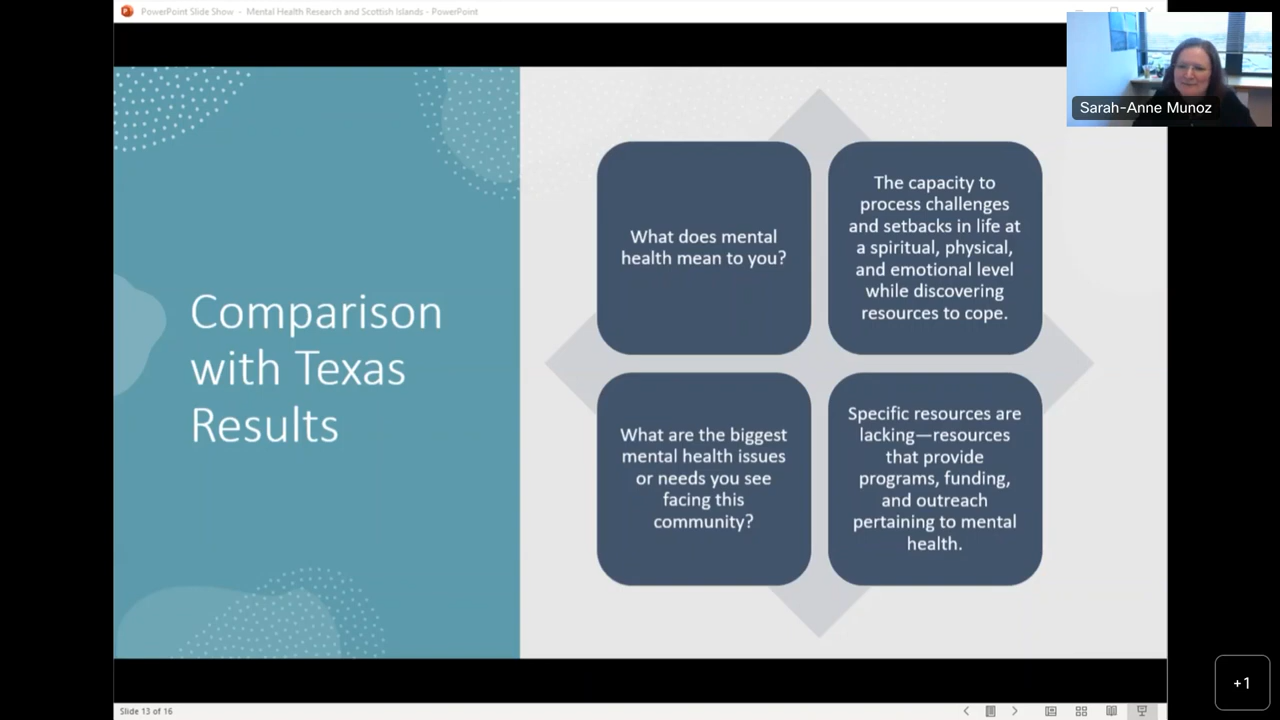 PowerPoint Slide Show - Mental Health Research and Scottish Islands - PowerPoint
Sarah-Anne Munoz
Comparison
with Texas
Results
What does mental
health mean to you?
The capacity to
process challenges
and setbacks in life at
a spiritual, physical,
and emotional level
while discovering
resources to cope.
What are the biggest
mental health issues
or needs you see
facing this
community?
Specific resources are
lacking—resources
that provide
programs, funding,
and outreach
pertaining to mental
health.
+1
Slide 13 of 16